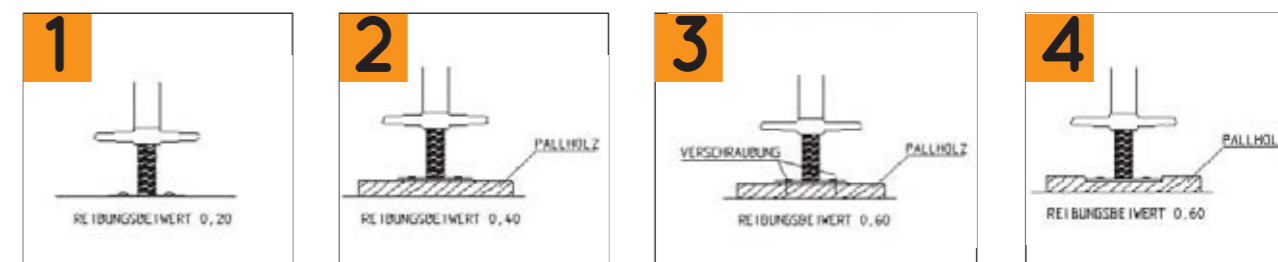 1
2
3
4
PALLHOLZ
VERSCHRAUBUNG
PALLHOLZ
PALLHOL
REIBUNGSBEIWERT 0,20
REIBUNGSBEIWERT 0,40
REIBUNGSBEIWERT 0,60
REIBUNGSBEIWERT 0.60